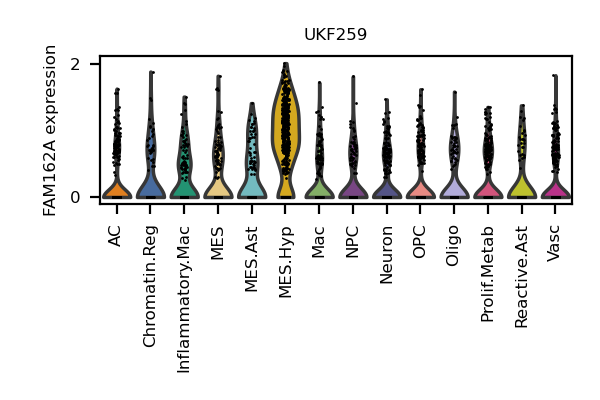 UKF259
FAM162A expression
2
0
AC
Chromatin.Reg
Inflammatory.Mac
MES
MES.Ast
MES.Hyp
Mac
NPC
Neuron
OPC
Oligo
Prolif.Metab
Reactive.Ast
Vasc